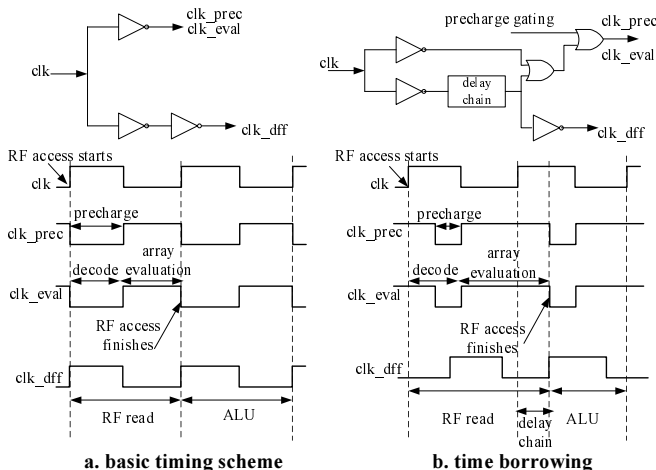 clk_prec
clk_eval
clk
clk_dff
RF access starts
clk
precharge
clk_prec
array
decode
evaluation
clk_eval
RF access
finishes
clk_dff
RF read
ALU
a. basic timing scheme
precharge gating
clk_prec
clk_eval
clk
delay
chain
clk_dff
RF access starts
clk
precharge
clk_prec
array
decode
evaluation
clk_eval
RF access
finishes
clk_dff
RF read
ALU
delay
chain
b. time borrowing